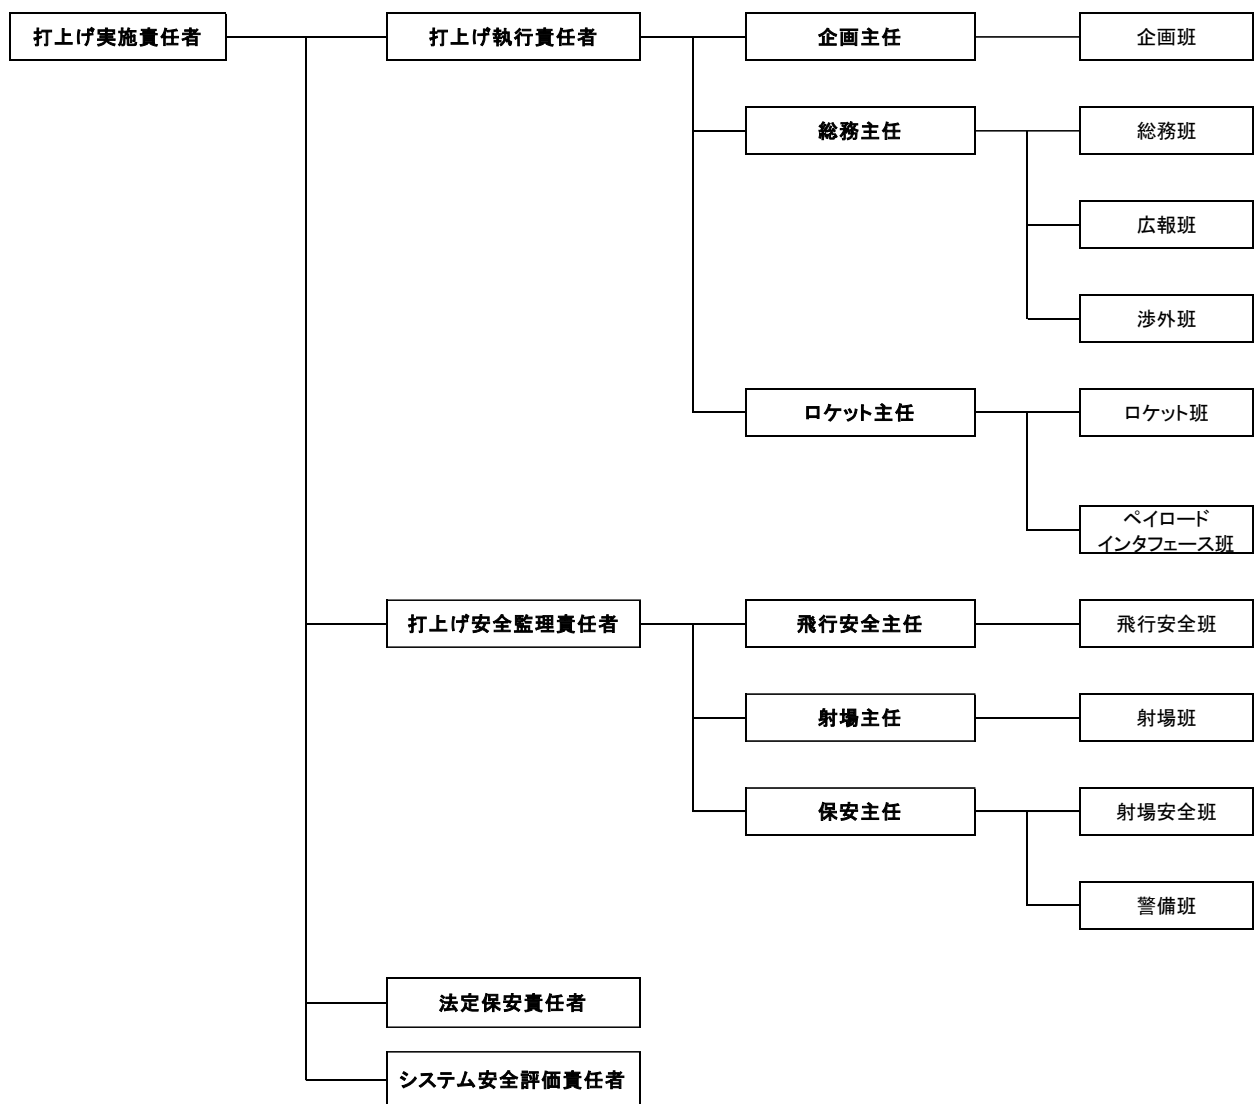 打上げ実施責任者
打上げ執行責任者
企画主任
企画班
総務主任
総務班
広報班
渉外班
ロケット主任
ロケット班
ペイロード
インタフェース班
打上げ安全監理責任者
飛行安全主任
飛行安全班
射場主任
射場班
保安主任
射場安全班
警備班
法定保安責任者
システム安全評価責任者